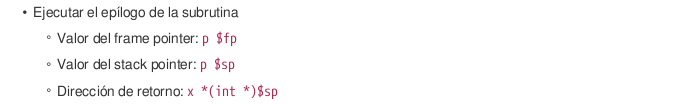 • Ejecutar el epílogo de la subrutina
◦ Valor del frame pointer: p $fp
◦ Valor del stack pointer: p $sp
◦ Dirección de retorno: x *(int *)$sp